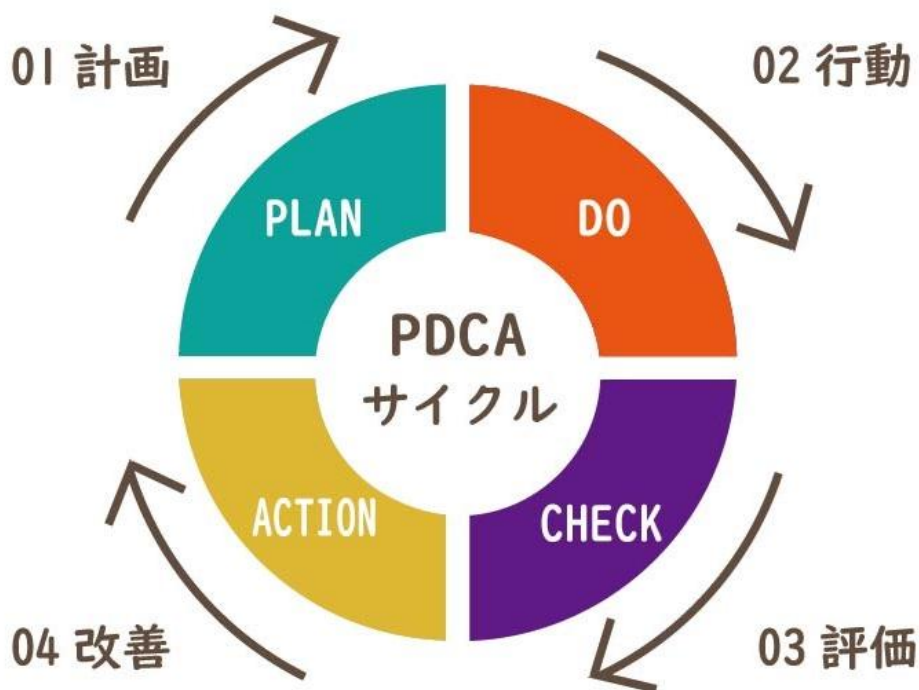 01 計画
02 行動
PLAN
DO
PDCA
サイクル
ACTION
CHECK
04 改善
03 評価